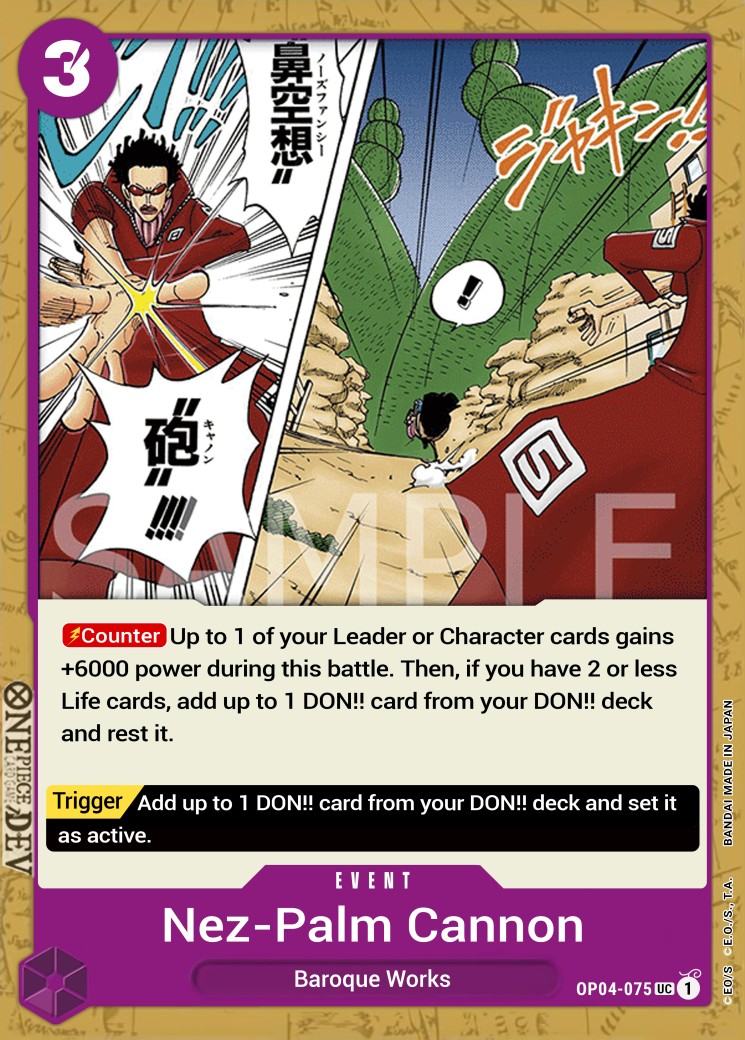 3
鼻空想"
ノーズファンシー
ジャキン!!
"砲"!!!!
キャノン
!
5
SAMPLE
Counter Up to 1 of your Leader or Character cards gains
+6000 power during this battle. Then, if you have 2 or less
Life cards, add up to 1 DON!! card from your DON!! deck
and rest it.
Trigger Add up to 1 DON!! card from your DON!! deck and set it
as active.
EVENT
Nez-Palm Cannon
Baroque Works
OP04-075 UC 1
ONE PIECE
CARD GAME
DEV
©EO/S ©E.O./S., T.A. BANDAI MADE IN JAPAN